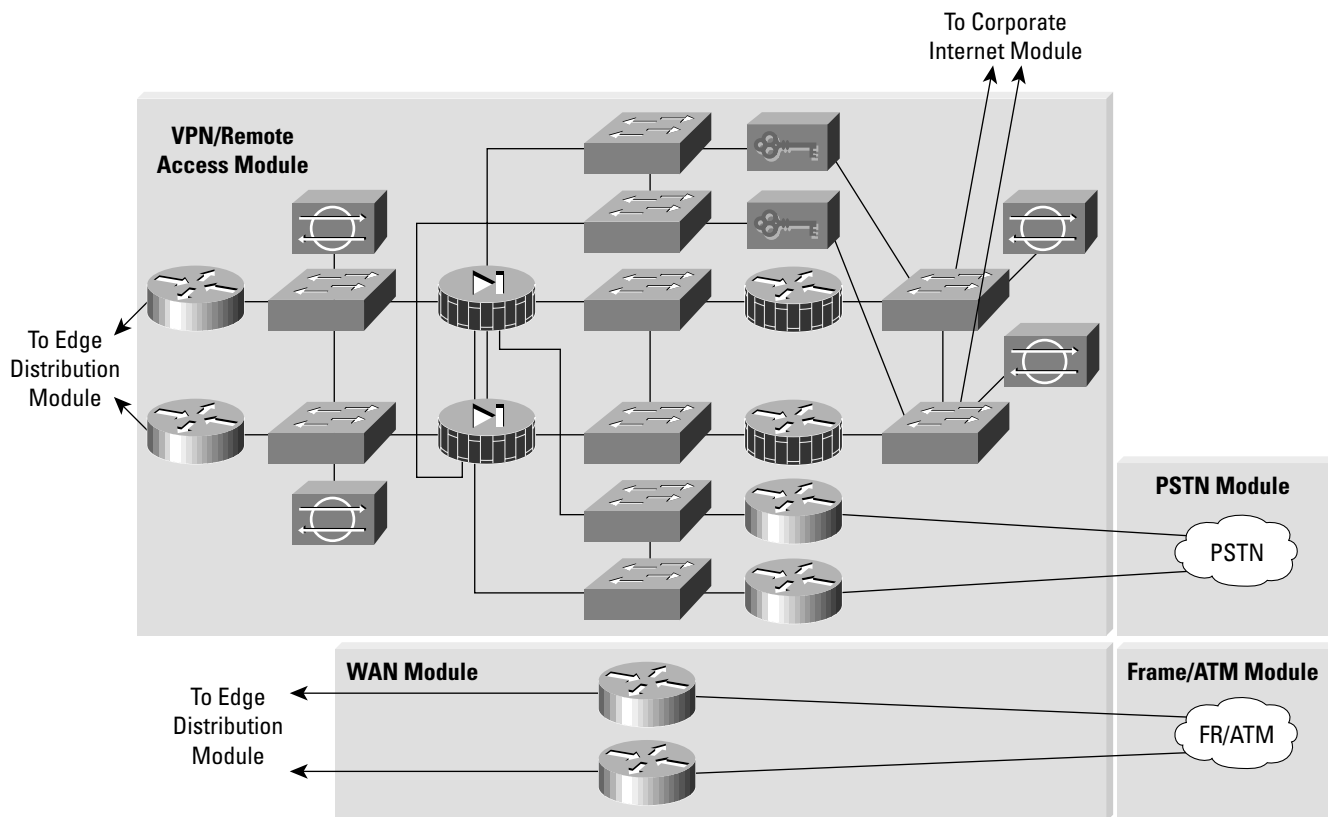 To Corporate
Internet Module
VPN/Remote
Access Module
To Edge
Distribution
Module
PSTN Module
PSTN
WAN Module
Frame/ATM Module
To Edge
Distribution
Module
FR/ATM